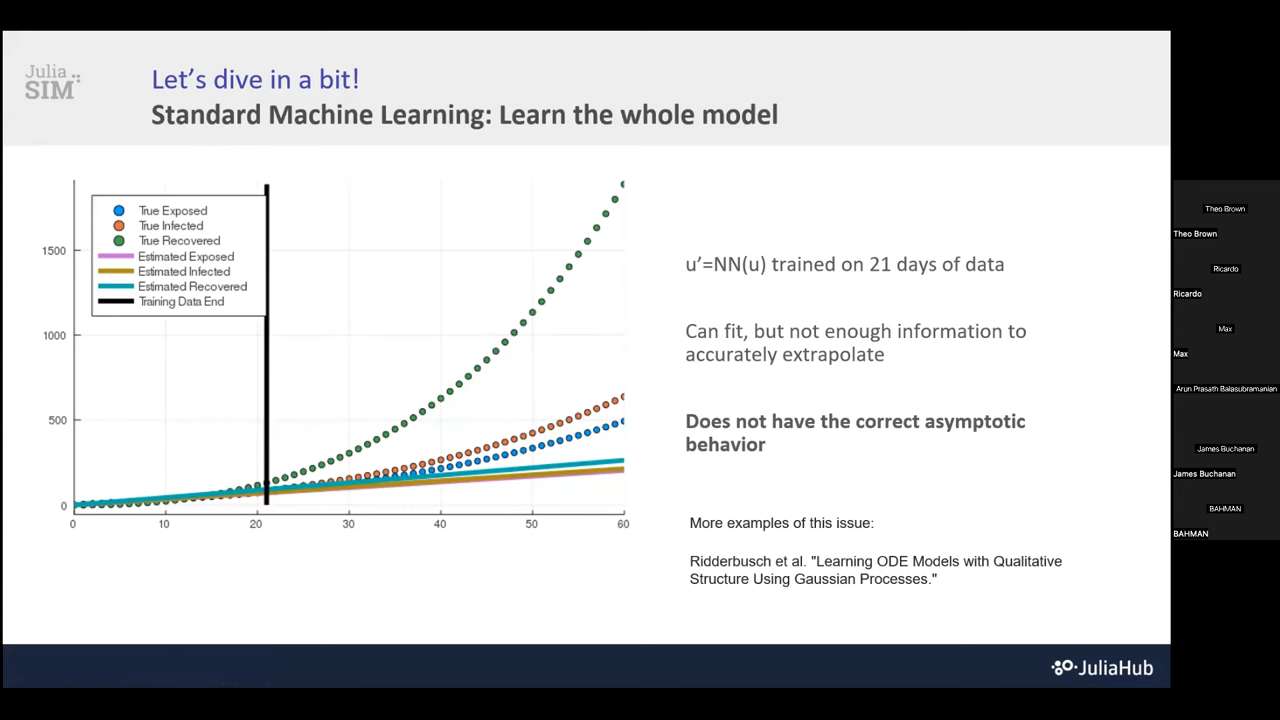 Julia
SIM
Let's dive in a bit!
Standard Machine Learning: Learn the whole model
True Exposed
True Infected
True Recovered
Estimated Exposed
Estimated Infected
Estimated Recovered
Training Data End
1500
1000
500
0
0 10 20 30 40 50 60
u'=NN(u) trained on 21 days of data
Can fit, but not enough information to
accurately extrapolate
Does not have the correct asymptotic
behavior
More examples of this issue:
Ridderbusch et al. "Learning ODE Models with Qualitative
Structure Using Gaussian Processes."
JuliaHub
Theo Brown
Theo Brown
Ricardo
Ricardo
Max
Max
Arun Prasath Balasubramanian
James Buchanan
James Buchanan
BAHMAN
BAHMAN